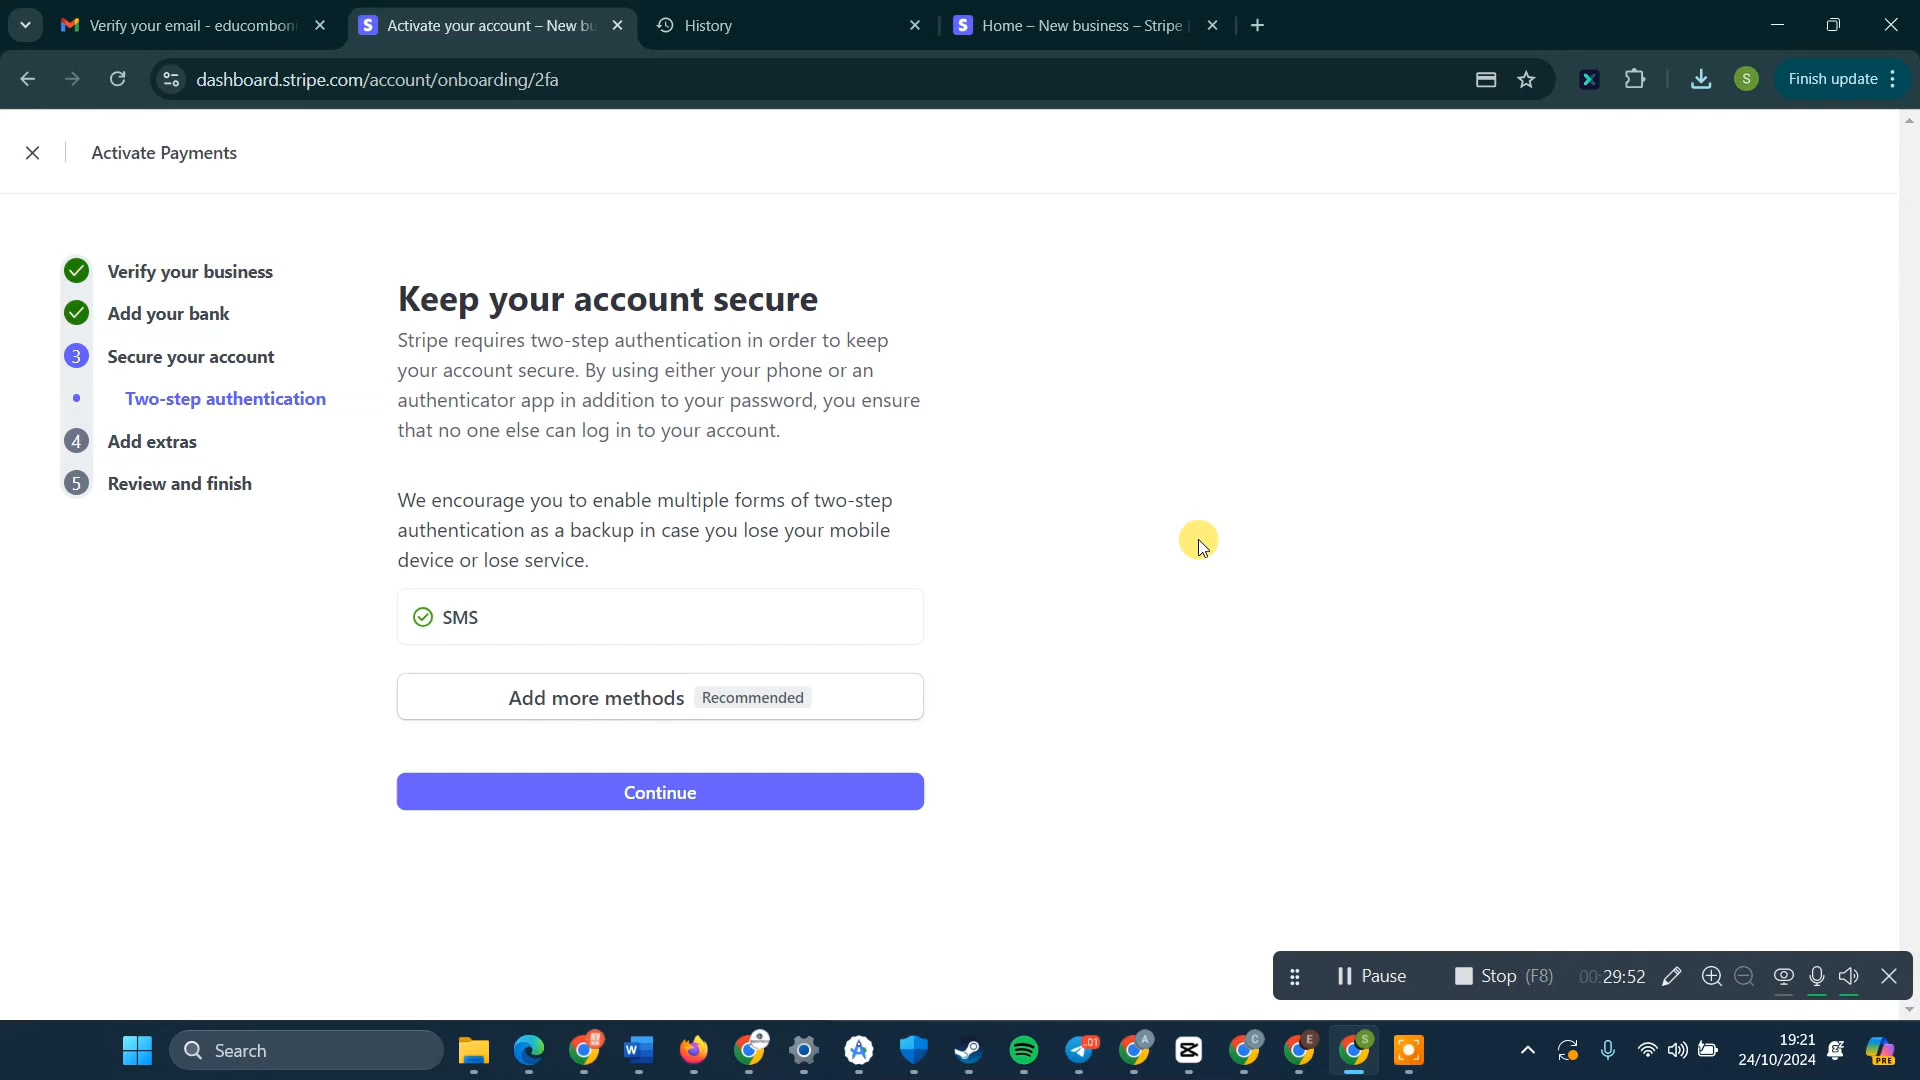 Verify your email - educomboni
Activate your account – New bu
History
Home – New business – Stripe
dashboard.stripe.com/account/onboarding/2fa
S
Finish update
Activate Payments
Verify your business
Add your bank
3 Secure your account
Two-step authentication
4 Add extras
5 Review and finish
Keep your account secure
Stripe requires two-step authentication in order to keep
your account secure. By using either your phone or an
authenticator app in addition to your password, you ensure
that no one else can log in to your account.
We encourage you to enable multiple forms of two-step
authentication as a backup in case you lose your mobile
device or lose service.
SMS
Add more methods Recommended
Continue
Pause
Stop (F8)
00:29:52
Search
19:21
24/10/2024